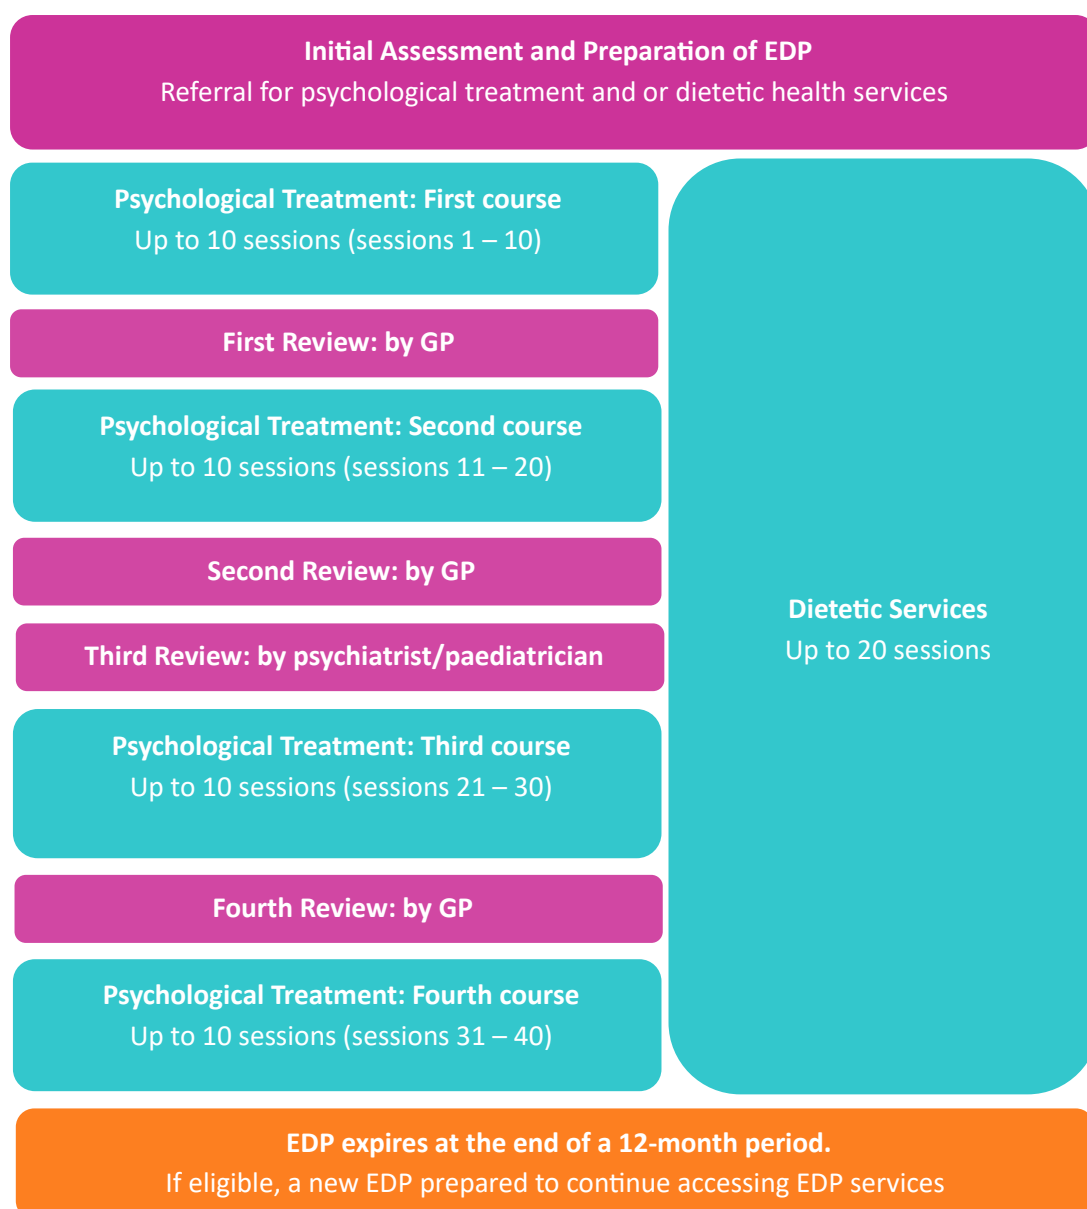 Initial Assessment and Preparation of EDP
Referral for psychological treatment and or dietetic health services
Psychological Treatment: First course
Up to 10 sessions (sessions 1 – 10)
First Review: by GP
Psychological Treatment: Second course
Up to 10 sessions (sessions 11 – 20)
Second Review: by GP
Third Review: by psychiatrist/paediatrician
Psychological Treatment: Third course
Up to 10 sessions (sessions 21 – 30)
Fourth Review: by GP
Psychological Treatment: Fourth course
Up to 10 sessions (sessions 31 – 40)
Dietetic Services
Up to 20 sessions
EDP expires at the end of a 12-month period.
If eligible, a new EDP prepared to continue accessing EDP services